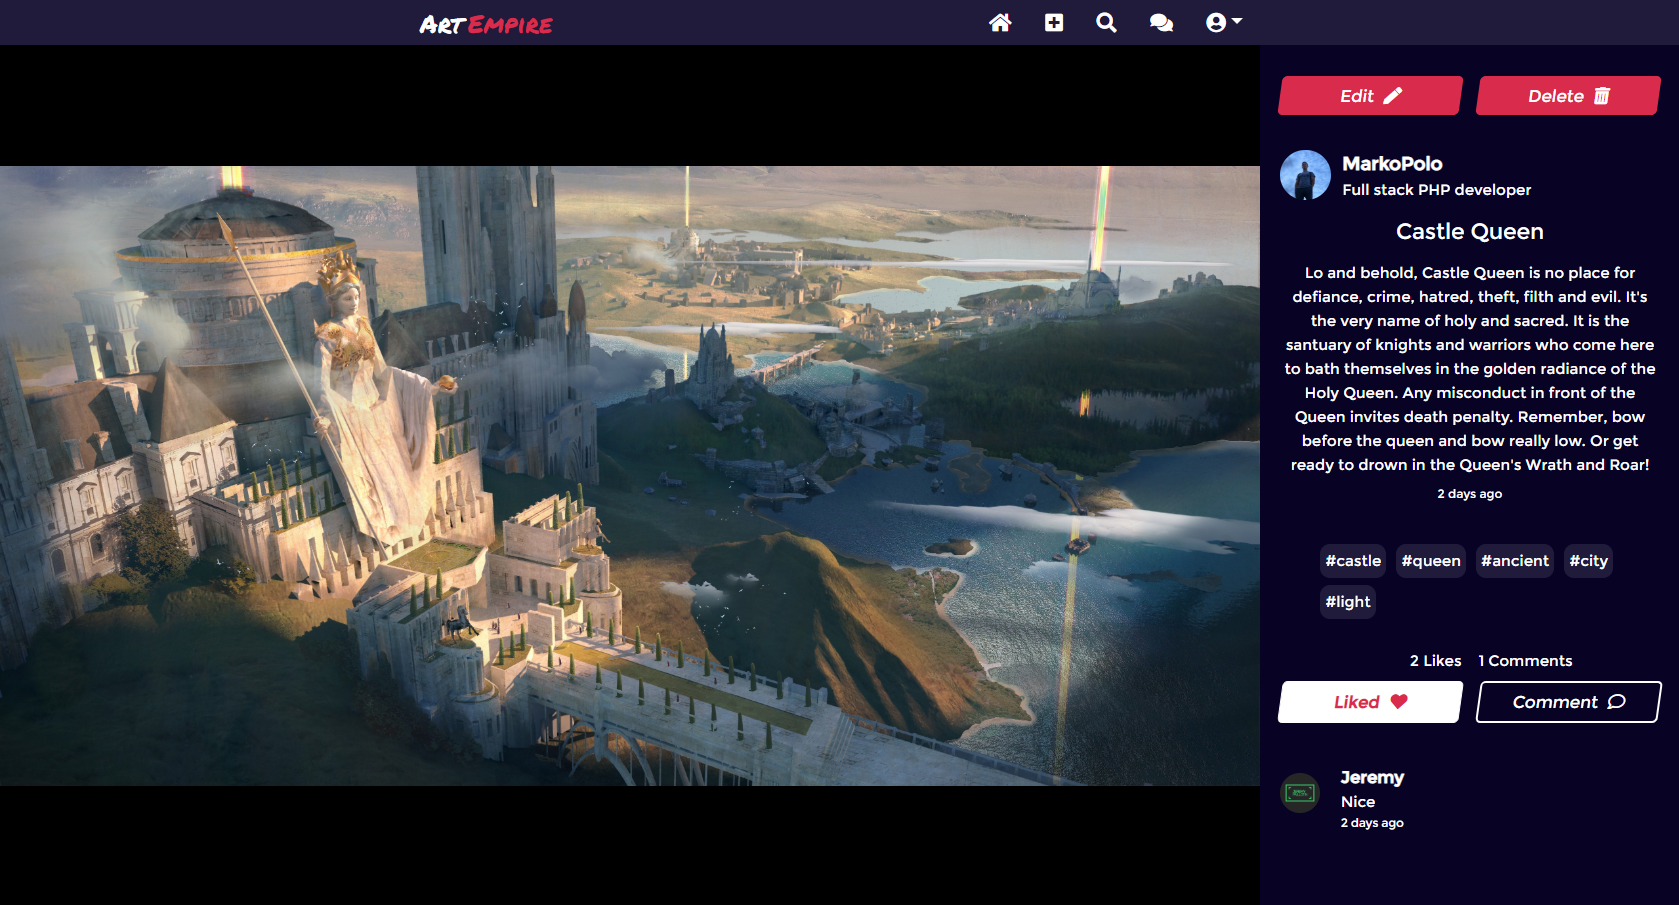 Art Empire
Edit
Delete
MarkoPolo
Full stack PHP developer
Castle Queen
Lo and behold, Castle Queen is no place for
defiance, crime, hatred, theft, filth and evil. It's
the very name of holy and sacred. It is the
santuary of knights and warriors who come here
to bath themselves in the golden radiance of the
Holy Queen. Any misconduct in front of the
Queen invites death penalty. Remember, bow
before the queen and bow really low. Or get
ready to drown in the Queen's Wrath and Roar!
2 days ago
#castle #queen #ancient #city
#light
2 Likes 1 Comments
Liked
Comment
Jeremy
Nice
2 days ago